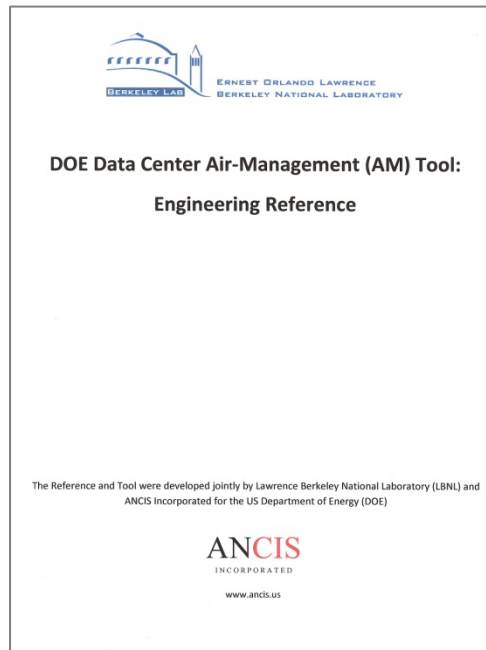 BERKELEY LAB
ERNEST ORLANDO LAWRENCE
BERKELEY NATIONAL LABORATORY
DOE Data Center Air-Management (AM) Tool:
Engineering Reference
The Reference and Tool were developed jointly by Lawrence Berkeley National Laboratory (LBNL) and
ANCIS Incorporated for the US Department of Energy (DOE)
ANCIS
INCORPORATED
www.ancis.us